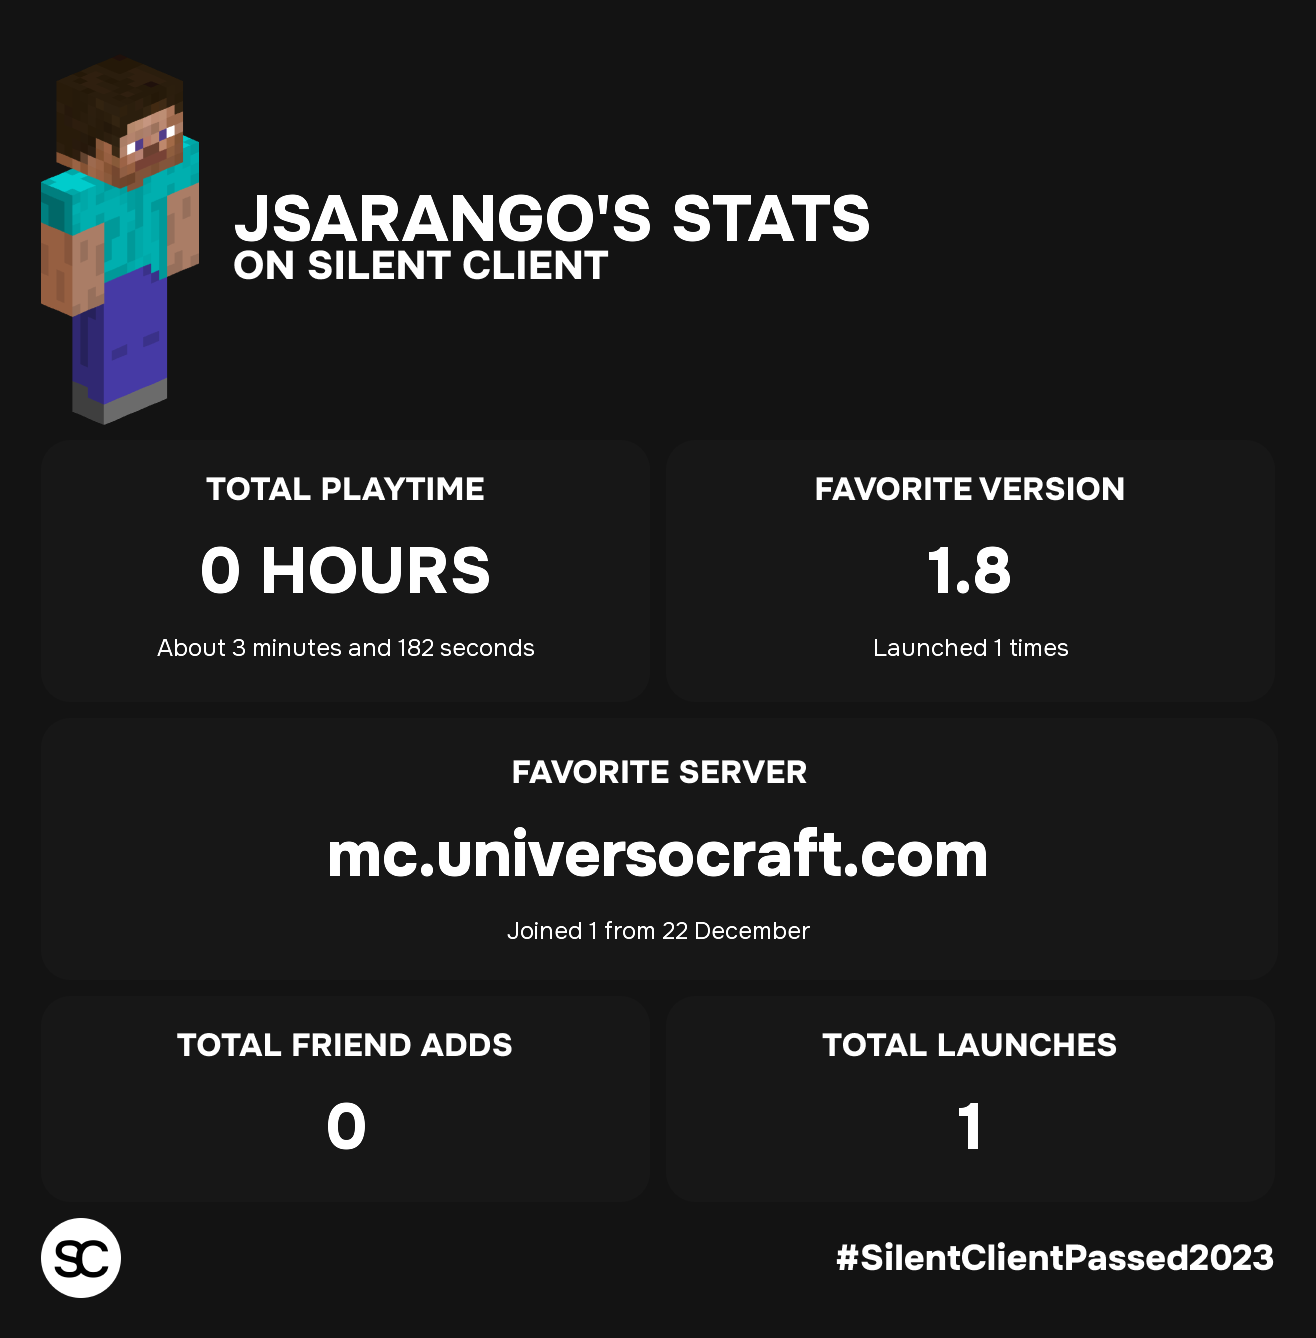 JSARANGO'S STATS
ON SILENT CLIENT
TOTAL PLAYTIME
0 HOURS
About 3 minutes and 182 seconds
FAVORITE VERSION
1.8
Launched 1 times
FAVORITE SERVER
mc.universocraft.com
Joined 1 from 22 December
TOTAL FRIEND ADDS
0
TOTAL LAUNCHES
1
SC
#SilentClientPassed2023